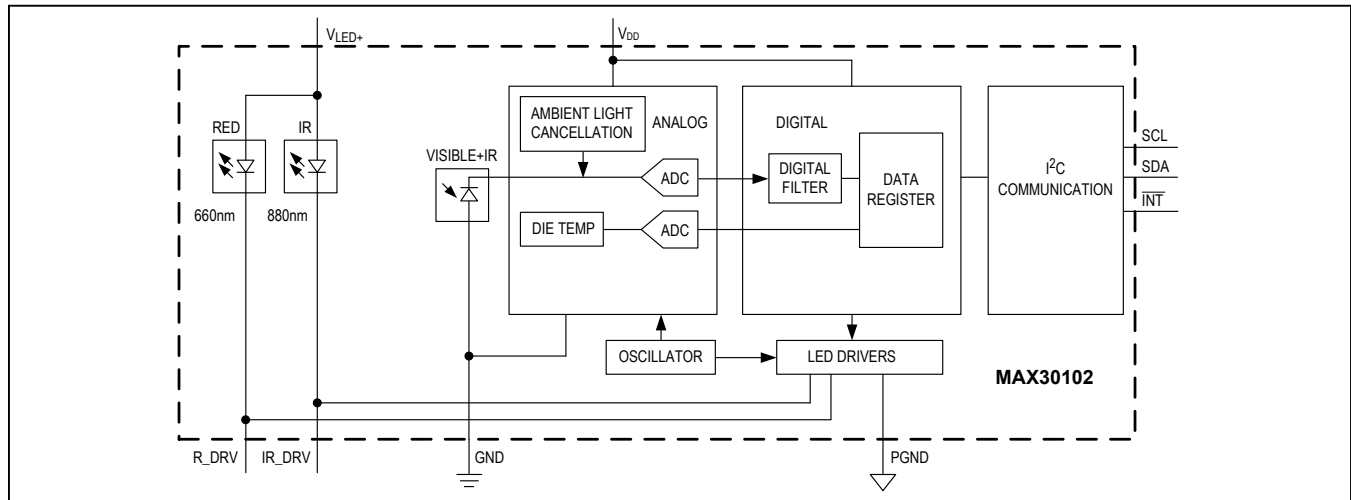 VLED+
VDD
RED
IR
660nm
880nm
VISIBLE+IR
AMBIENT LIGHT
CANCELLATION
ANALOG
ADC
DIE TEMP
ADC
DIGITAL
DIGITAL
FILTER
DATA
REGISTER
I²C
COMMUNICATION
SCL
SDA
INT
OSCILLATOR
LED DRIVERS
MAX30102
R_DRV
IR_DRV
GND
PGND